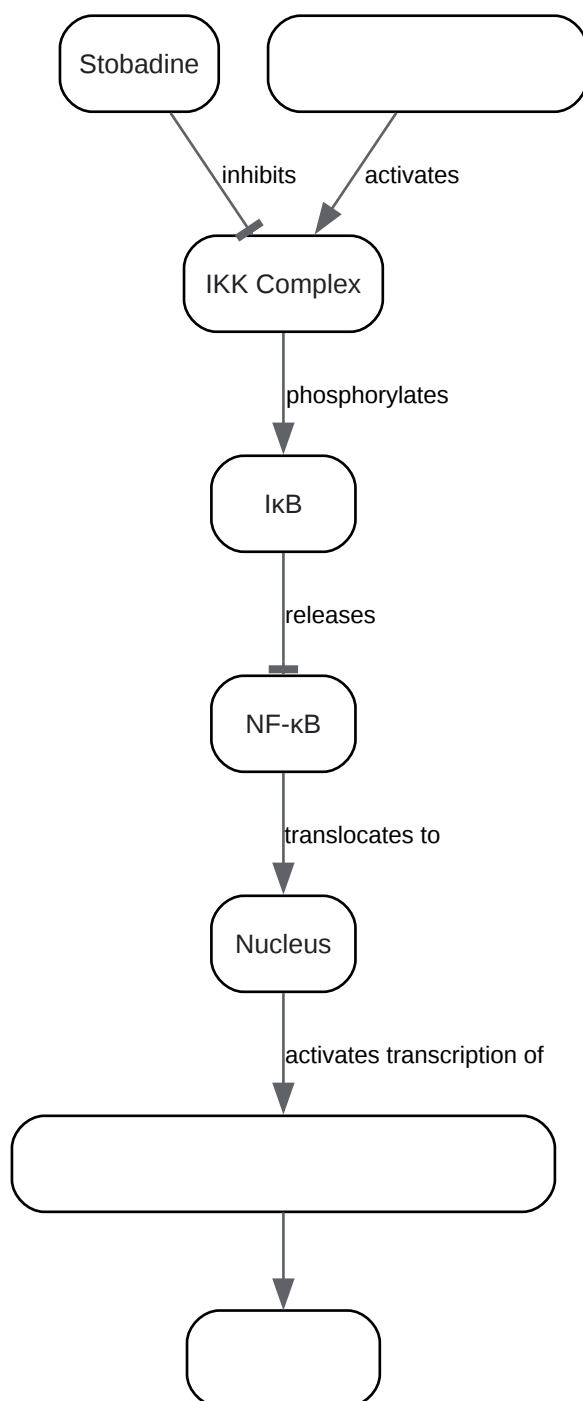 Stobadine
inhibits
activates
IKK Complex
phosphorylates
IκB
releases
NF-κB
translocates to
Nucleus
activates transcription of